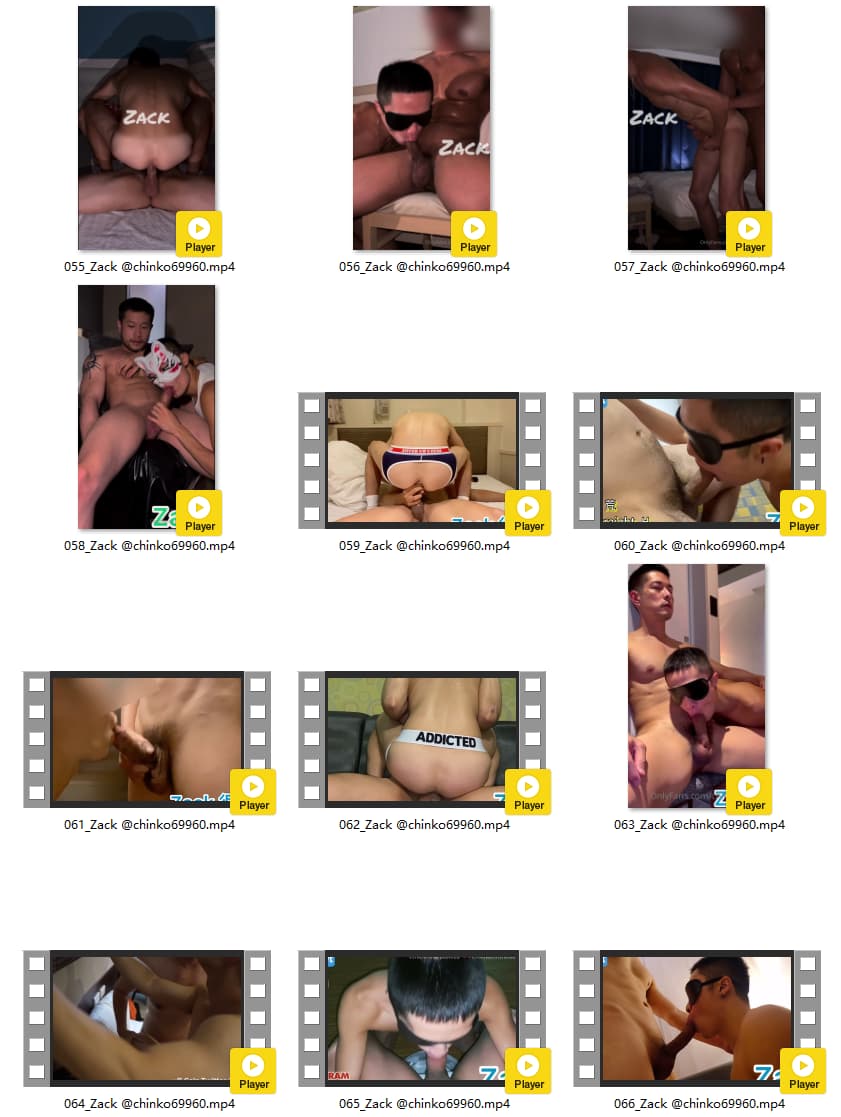 ZACK
Player
055_Zack @chinko69960.mp4
ZACK
Player
056_Zack @chinko69960.mp4
ZACK
Player
057_Zack @chinko69960.mp4
Player
058_Zack @chinko69960.mp4
Player
059_Zack @chinko69960.mp4
Player
060_Zack @chinko69960.mp4
Player
061_Zack @chinko69960.mp4
ADDICTED
Player
062_Zack @chinko69960.mp4
OnlyFans.com/
Player
063_Zack @chinko69960.mp4
Player
064_Zack @chinko69960.mp4
RAM
Player
065_Zack @chinko69960.mp4
Player
066_Zack @chinko69960.mp4